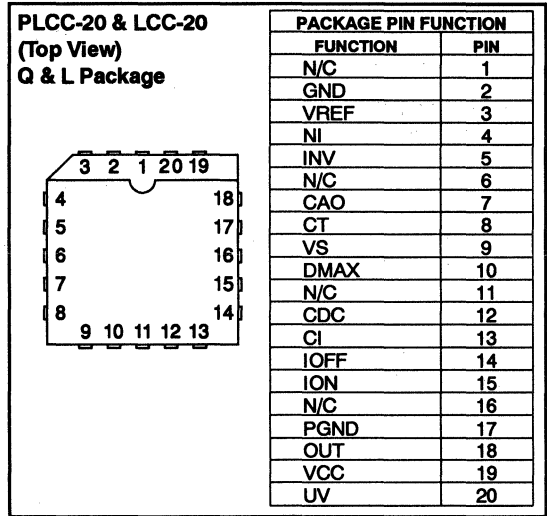 PLCC-20 & LCC-20
(Top View)
Q & L Package
3 2 1 20 19
4 18
5 17
6 16
7 15
8 14
9 10 11 12 13
PACKAGE PIN FUNCTION
FUNCTION PIN
N/C 1
GND 2
VREF 3
NI 4
INV 5
N/C 6
CAO 7
CT 8
VS 9
DMAX 10
N/C 11
CDC 12
CI 13
IOFF 14
ION 15
N/C 16
PGND 17
OUT 18
VCC 19
UV 20